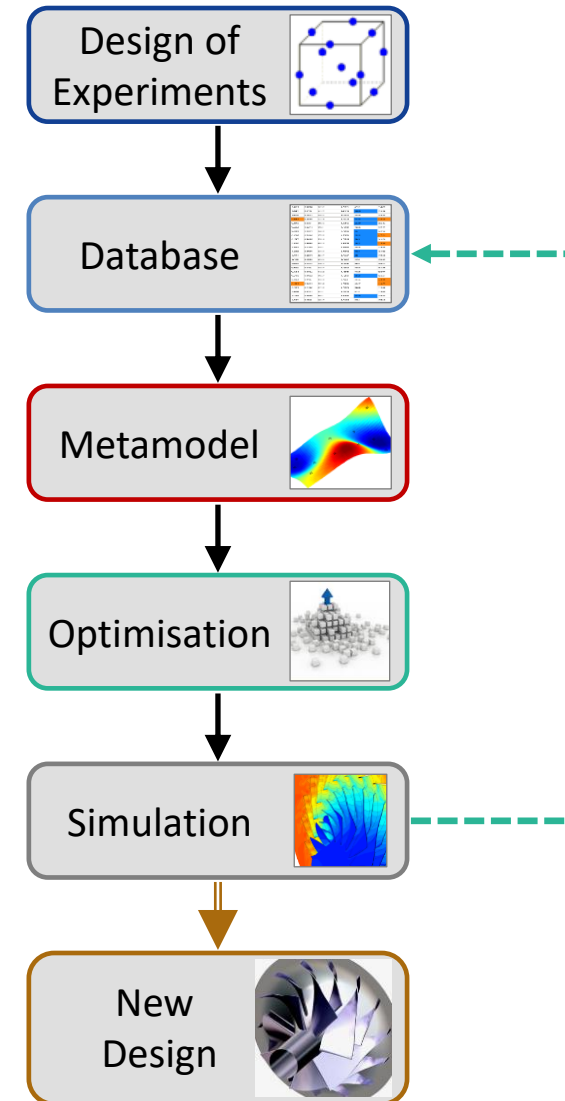 Design of
Experiments
Database
Metamodel
Optimisation
Simulation
New
Design